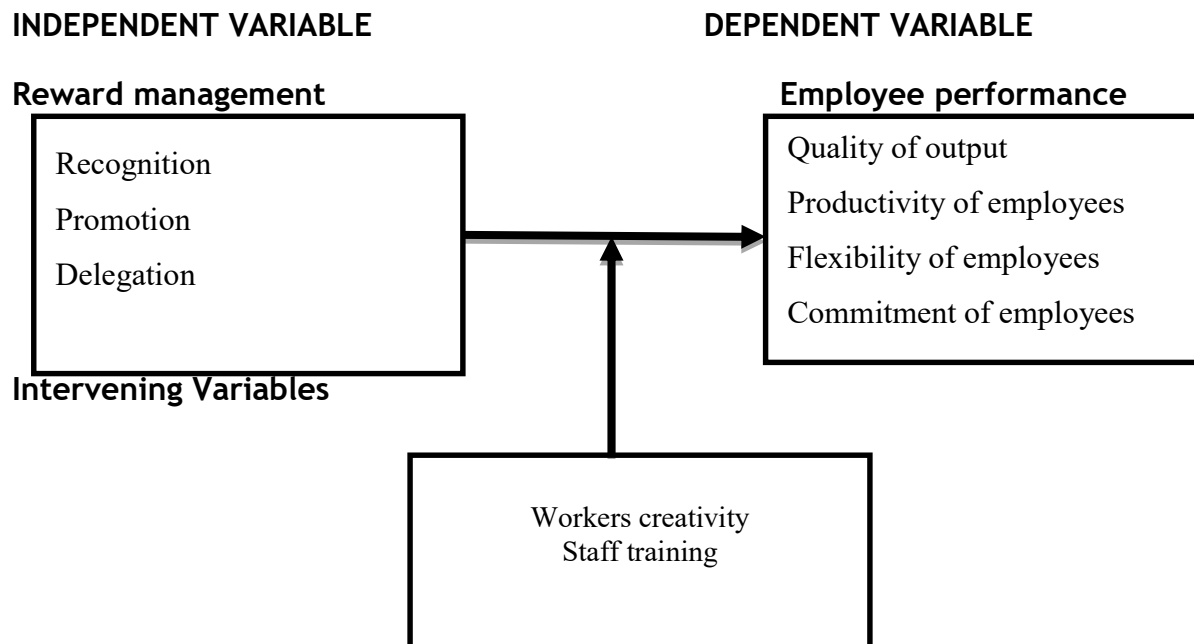 INDEPENDENT VARIABLE
DEPENDENT VARIABLE
Reward management
Employee performance
Recognition
Promotion
Delegation
Quality of output
Productivity of employees
Flexibility of employees
Commitment of employees
Intervening Variables
Workers creativity
Staff training